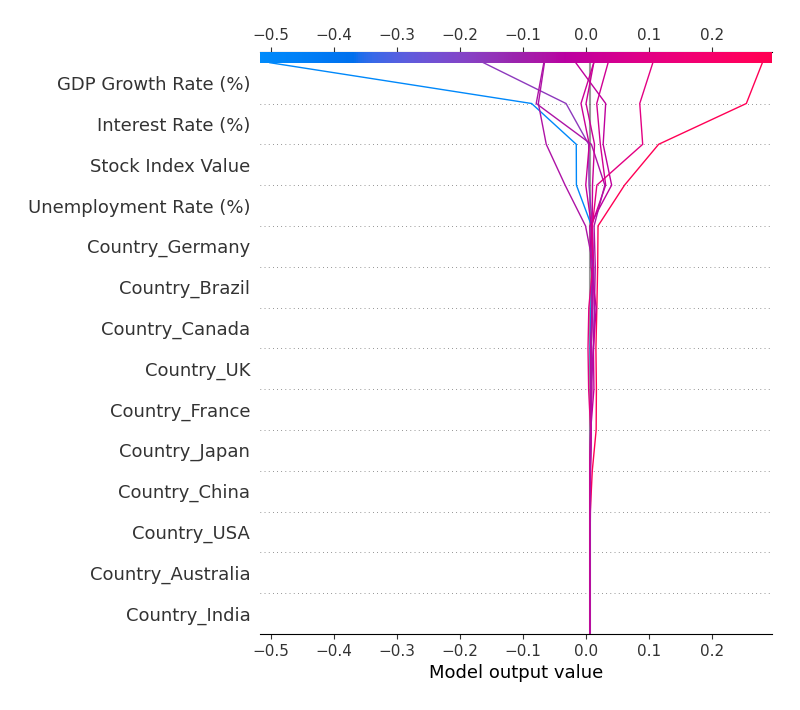 −0.5 −0.4 −0.3 −0.2 −0.1 0.0 0.1 0.2
GDP Growth Rate (%)
Interest Rate (%)
Stock Index Value
Unemployment Rate (%)
Country_Germany
Country_Brazil
Country_Canada
Country_UK
Country_France
Country_Japan
Country_China
Country_USA
Country_Australia
Country_India
−0.5 −0.4 −0.3 −0.2 −0.1 0.0 0.1 0.2
Model output value